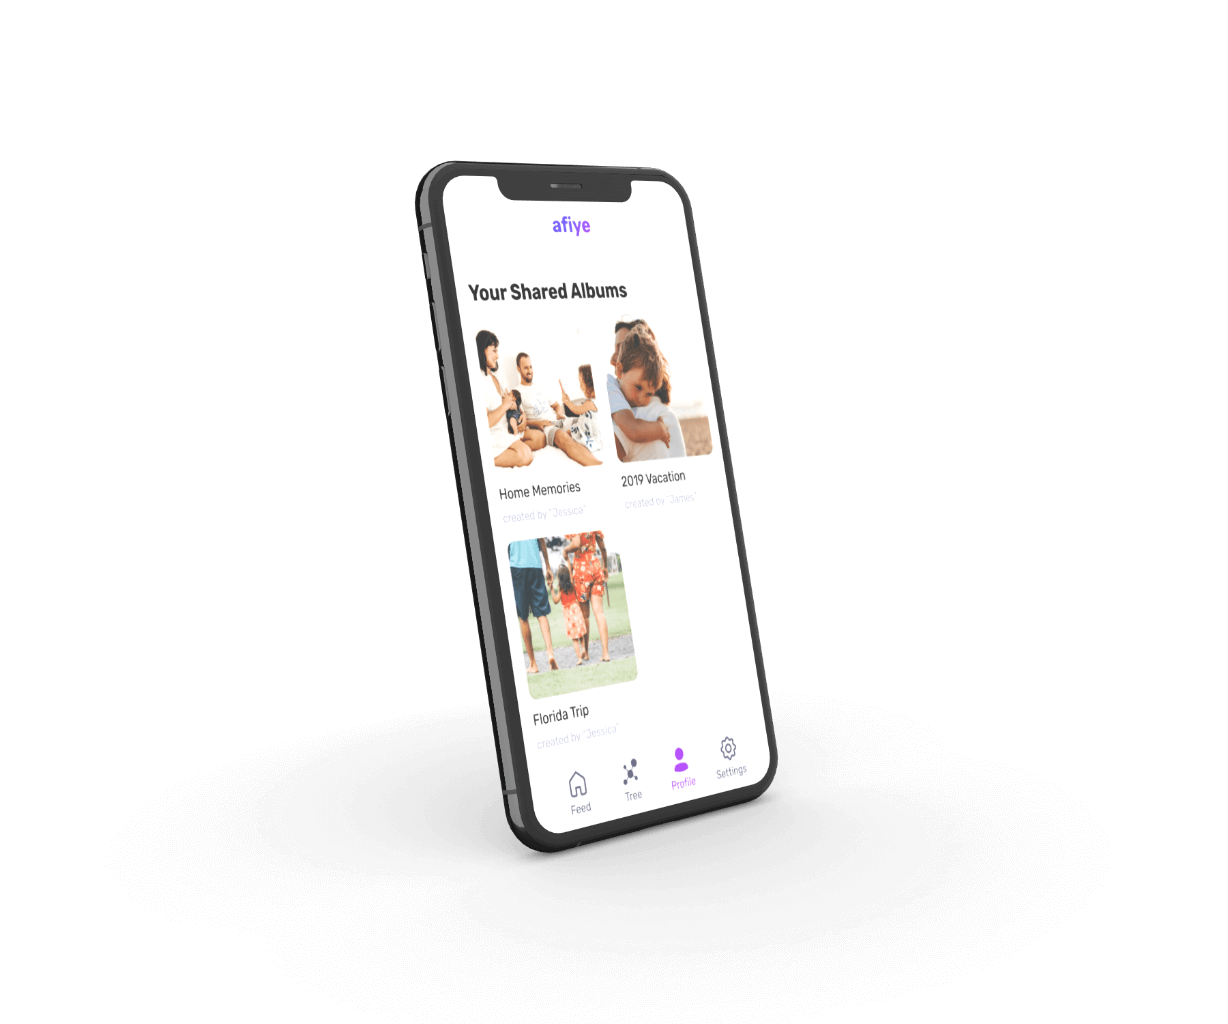 afiye
Your Shared Albums
Home Memories
created by "Jessica"
2019 Vacation
created by "James"
Florida Trip
created by "Jessica"
Feed
Tree
Profile
Settings